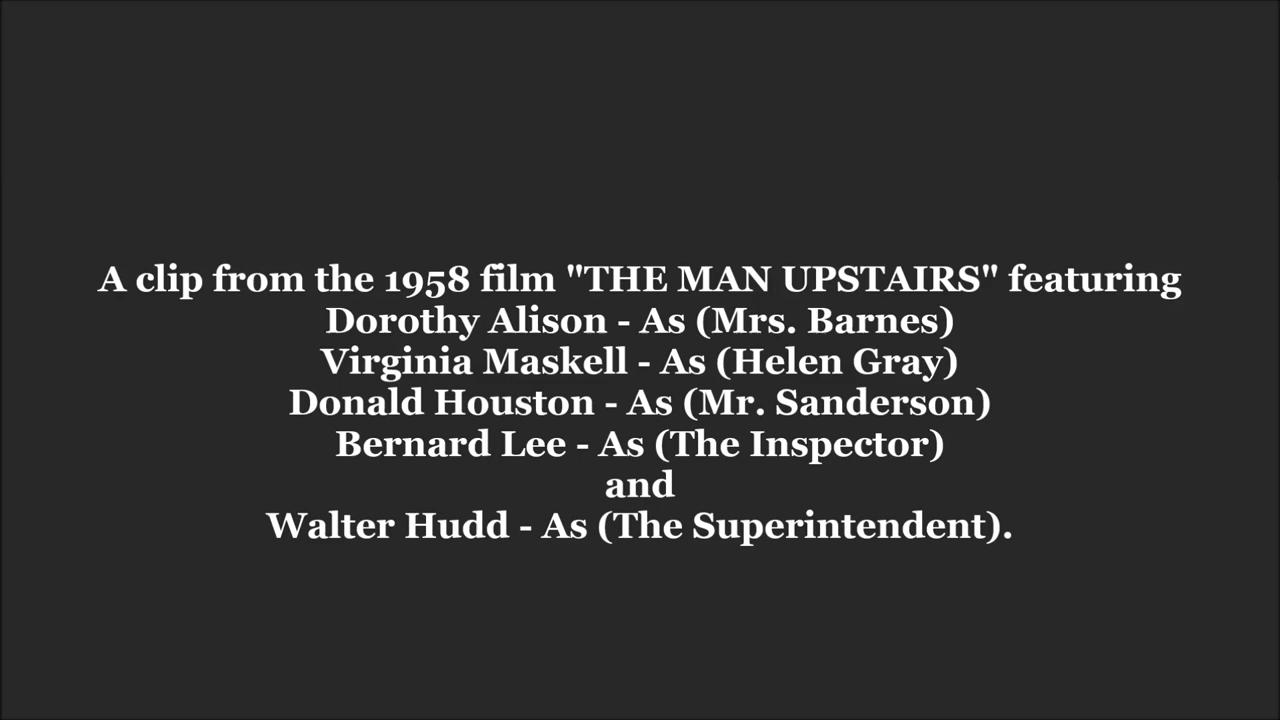 A clip from the 1958 film "THE MAN UPSTAIRS" featuring
Dorothy Alison - As (Mrs. Barnes)
Virginia Maskell - As (Helen Gray)
Donald Houston - As (Mr. Sanderson)
Bernard Lee - As (The Inspector)
and
Walter Hudd - As (The Superintendent).